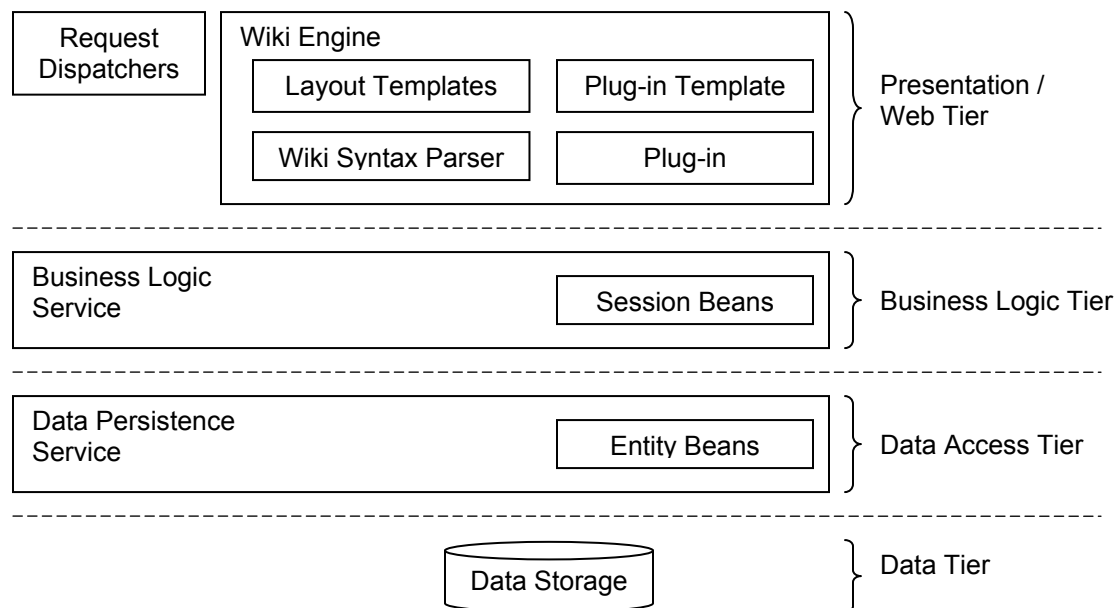 Request
Dispatchers
Wiki Engine
Layout Templates
Plug-in Template
Wiki Syntax Parser
Plug-in
Presentation /
Web Tier
Business Logic
Service
Session Beans
Business Logic Tier
Data Persistence
Service
Entity Beans
Data Access Tier
Data Storage
Data Tier